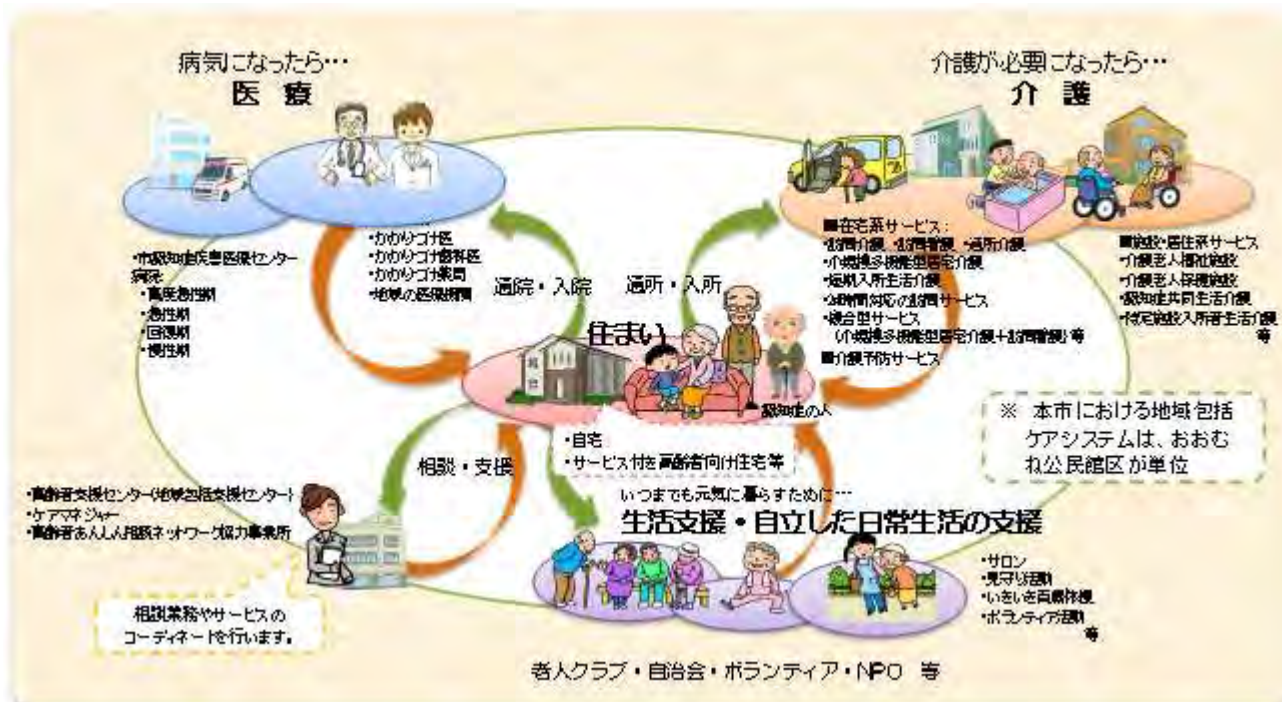 病気になったら…
医 療
介護が必要になったら…
介 護
・かかりつけ医
・かかりつけ歯科医
・かかりつけ薬局
・地域の医療機関
・市認知症疾患医療センター
病院:
・高度急性期
・急性期
・回復期
・慢性期
通院・入院
通所・入所
■在宅系サービス:
・訪問介護 ・訪問看護 ・通所介護
・小規模多機能型居宅介護
・短期入所生活介護
・24時間対応の訪問サービス
・複合型サービス
(小規模多機能型居宅介護+訪問看護) 等
■介護予防サービス
■施設・居住系サービス
・介護老人福祉施設
・介護老人保健施設
・認知症共同生活介護
・特定施設入所者生活介護
等
住まい
認知症の人
・自宅
・サービス付き高齢者向け住宅等
※ 本市における地域包括
ケアシステムは、おおむ
ね公民館区が単位
相談・支援
・高齢者支援センター(地域包括支援センター)
・ケアマネジャー
・高齢者あんしん相談ネットワーク協力事業所
相談業務やサービスの
コーディネートを行います。
いつまでも元気に暮らすために…
生活支援・自立した日常生活の支援
・サロン
・見守り活動
・いきいき百歳体操
・ボランティア活動
等
老人クラブ・自治会・ボランティア・NPO 等